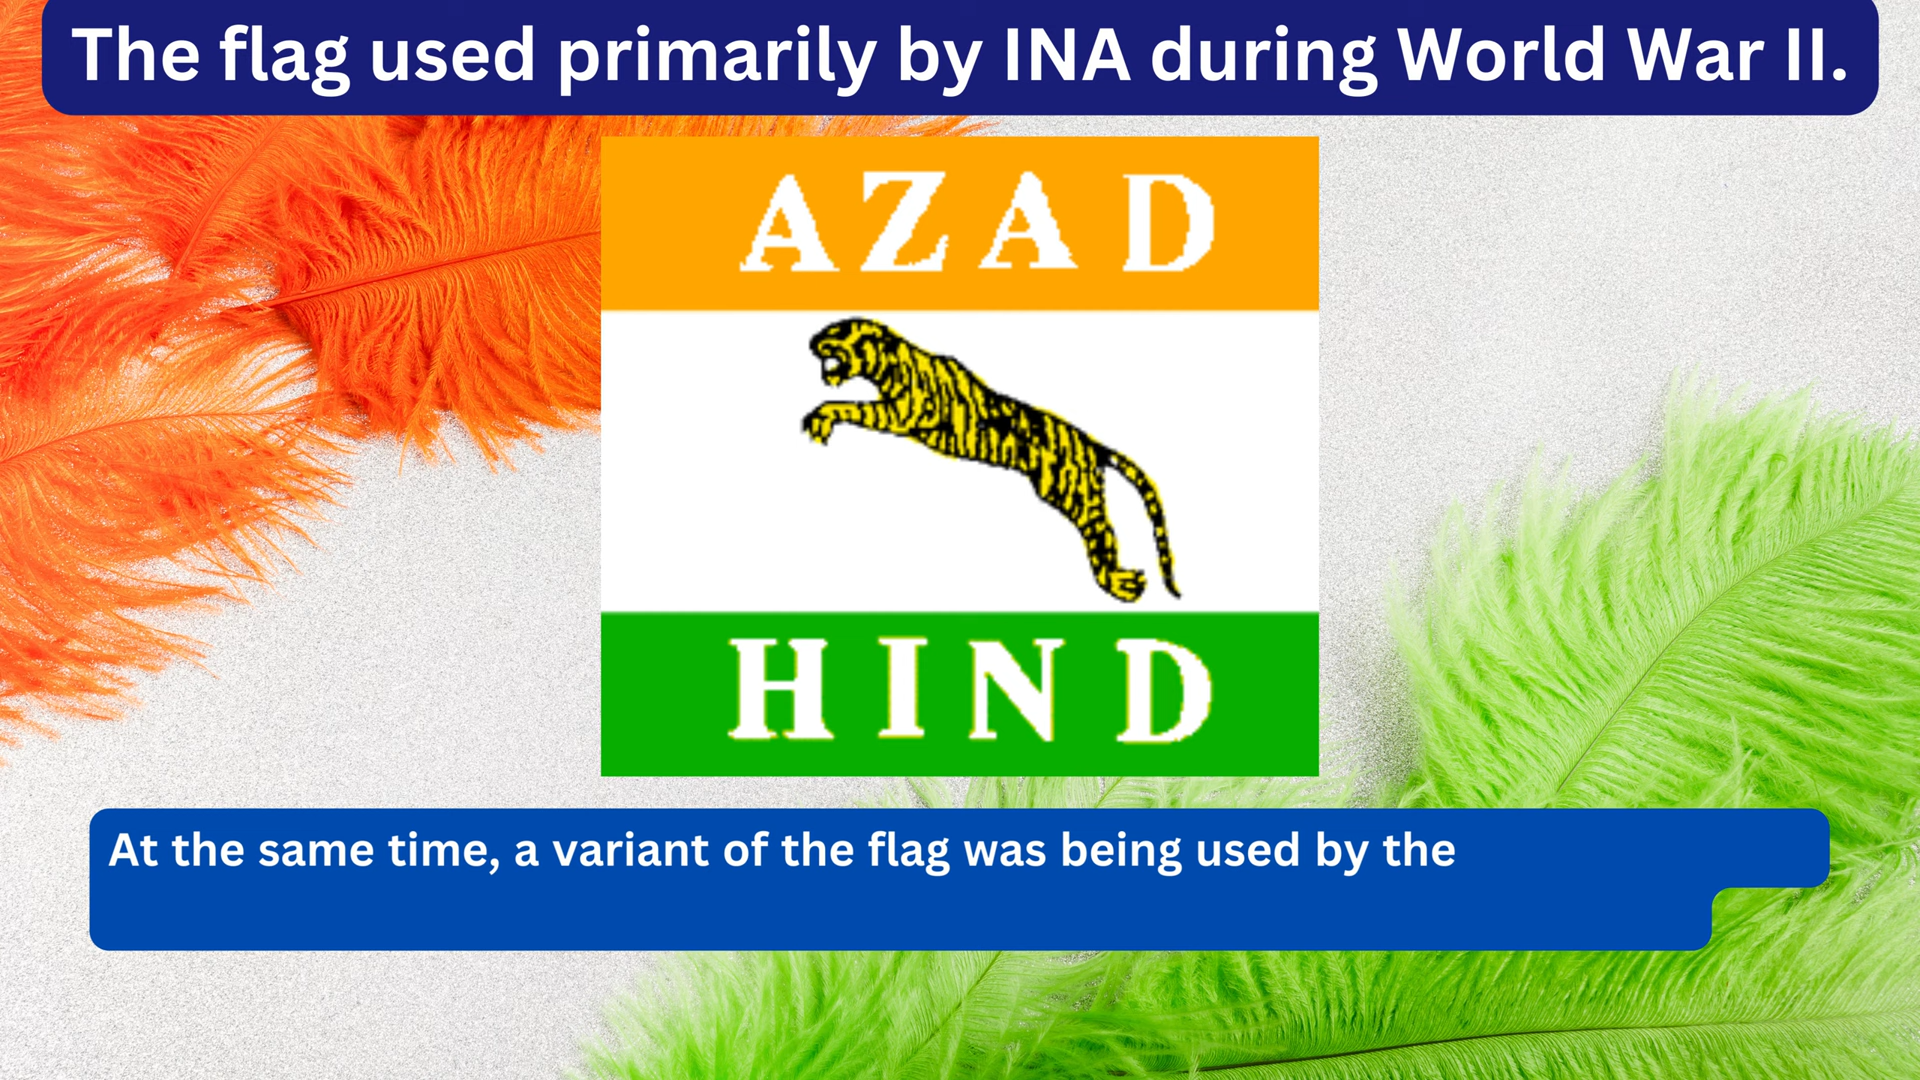 The flag used primarily by INA during World War II.
AZAD
HIND
At the same time, a variant of the flag was being used by the